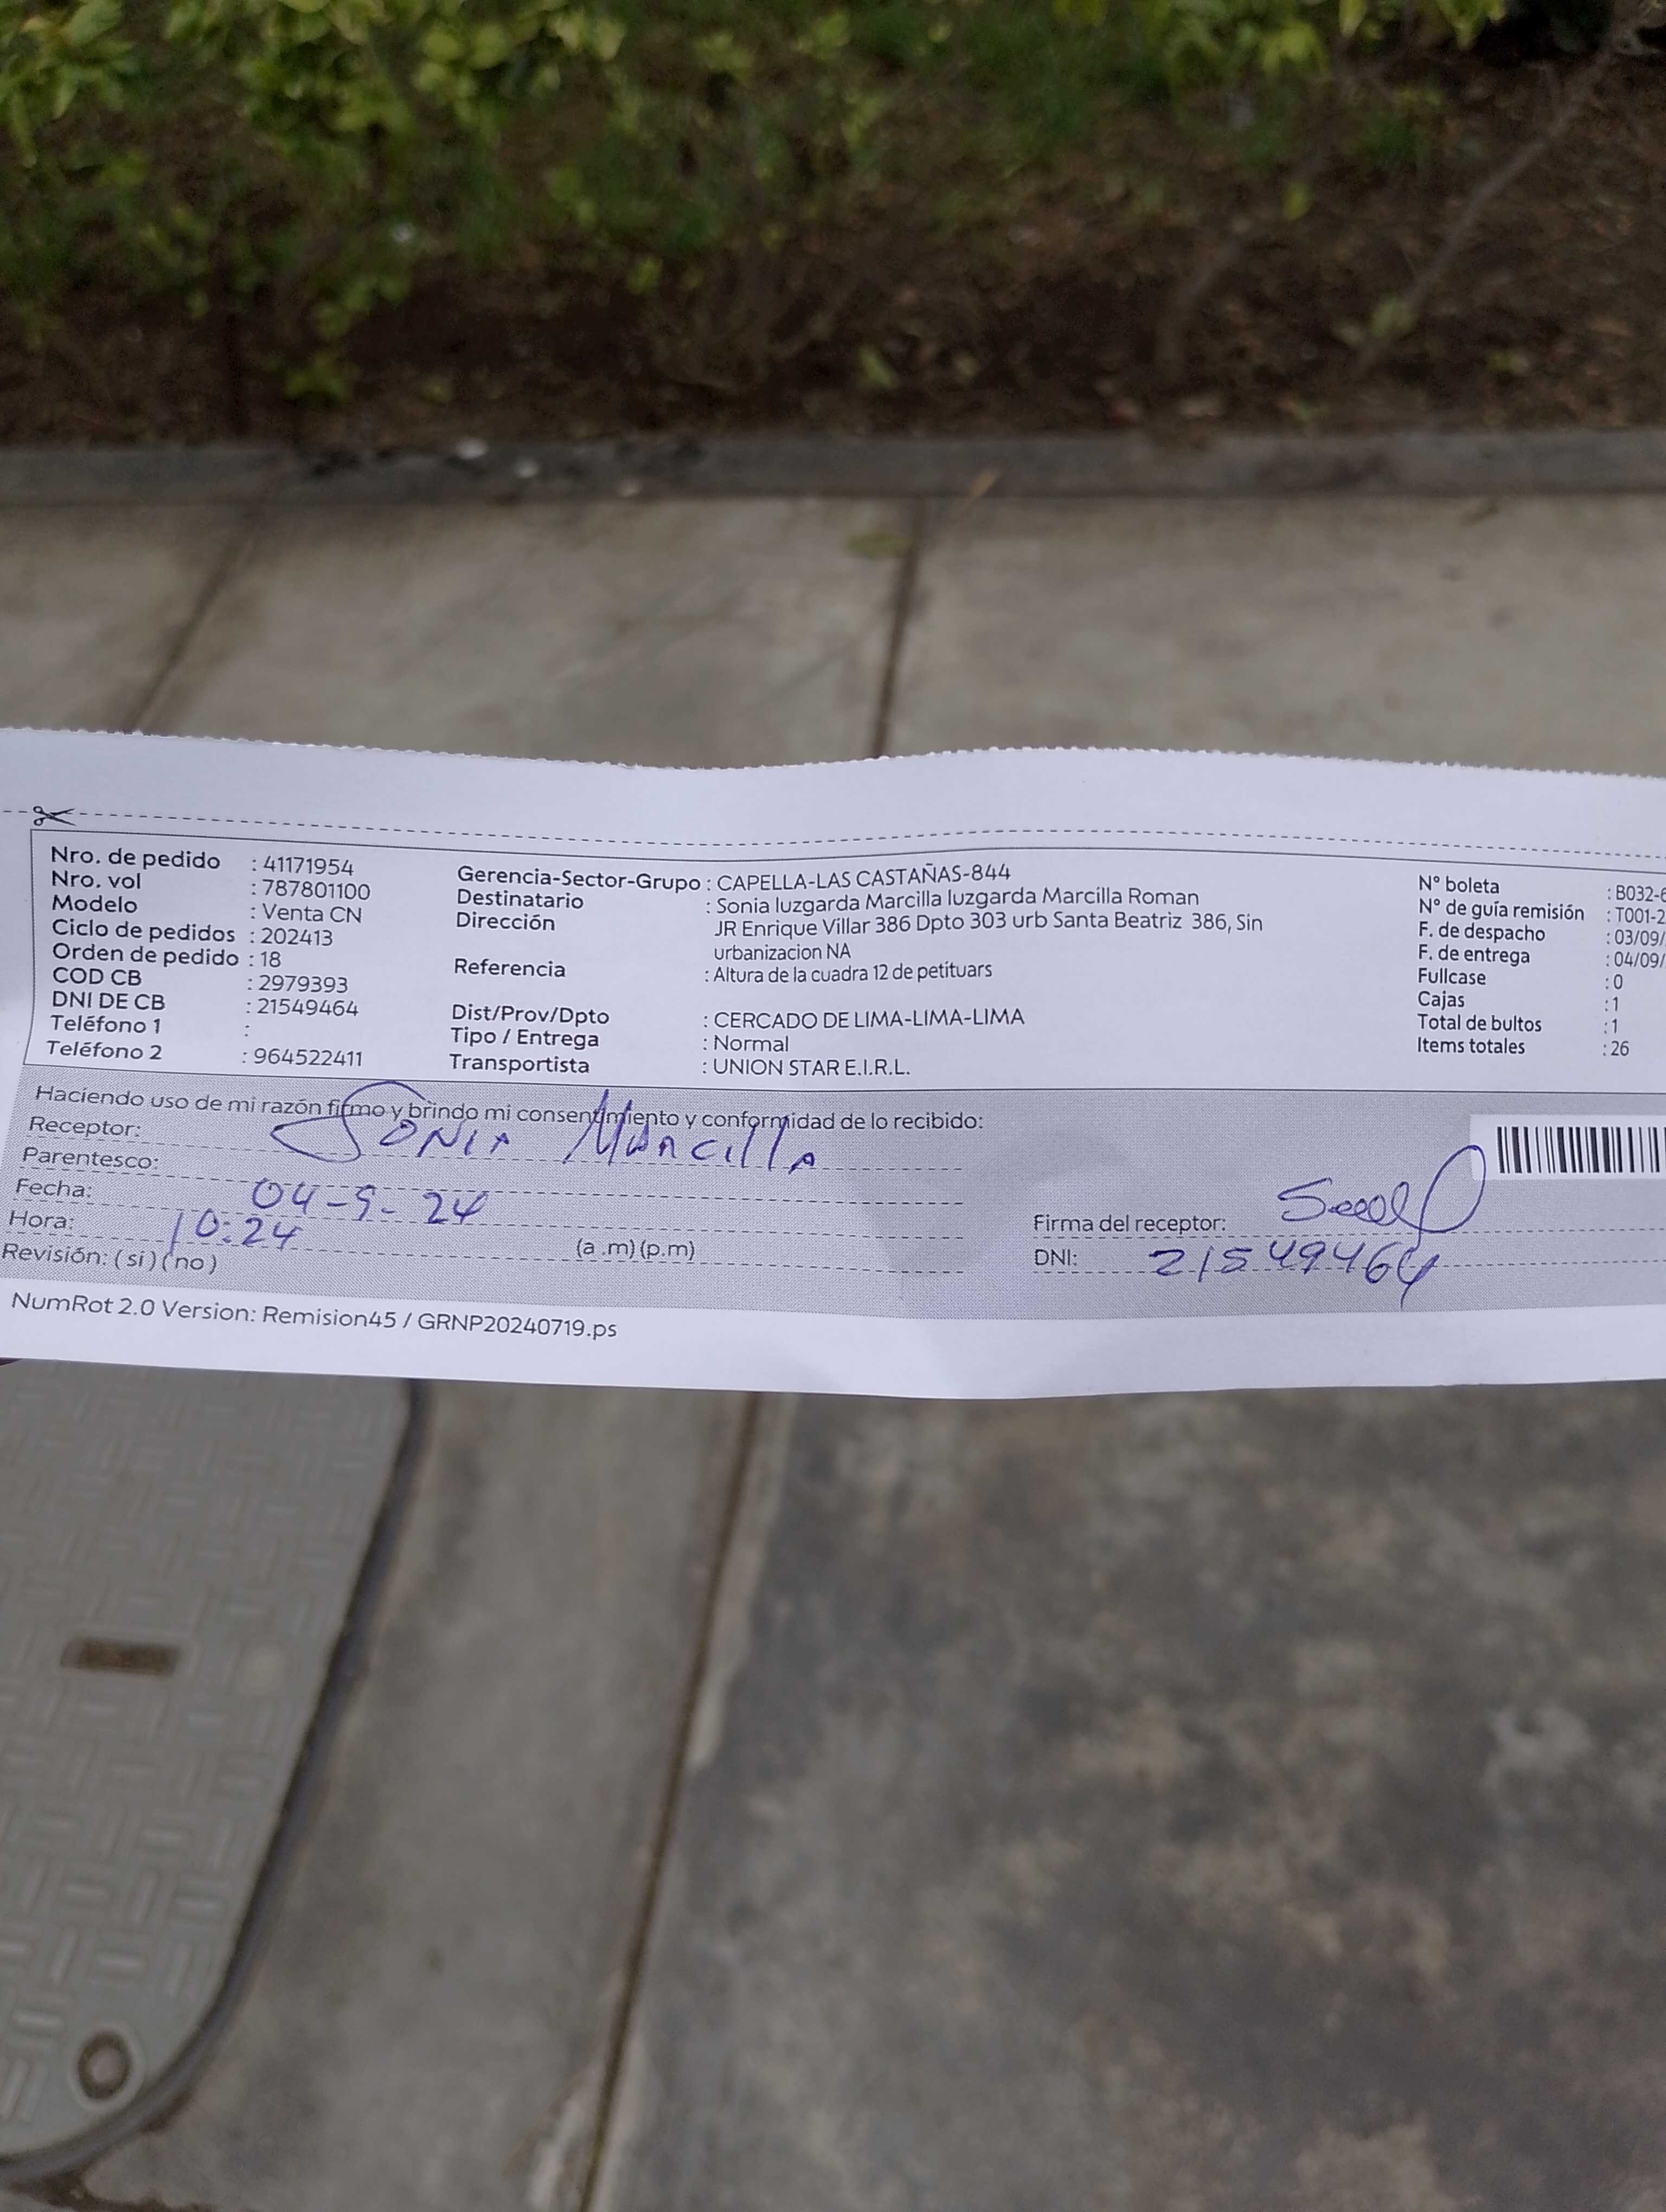 Nro. de pedido : 41171954
Nro. vol : 787801100
Modelo : Venta CN
Ciclo de pedidos : 202413
Orden de pedido : 18
COD CB : 2979393
DNI DE CB : 21549464
Teléfono 1 :
Teléfono 2 : 964522411
Gerencia-Sector-Grupo : CAPELLA-LAS CASTAÑAS-844
Destinatario : Sonia luzgarda Marcilla luzgarda Marcilla Roman
Dirección JR Enrique Villar 386 Dpto 303 urb Santa Beatriz 386, Sin
urbanizacion NA
Referencia : Altura de la cuadra 12 de petituars
Dist/Prov/Dpto : CERCADO DE LIMA-LIMA-LIMA
Tipo / Entrega : Normal
Transportista : UNION STAR E.I.R.L.
N° boleta : B032-6
N° de guía remisión : T001-2
F. de despacho : 03/09/
F. de entrega : 04/09/
Fullcase : 0
Cajas : 1
Total de bultos : 1
Items totales : 26
Haciendo uso de mi razón firmo y brindo mi consentimiento y conformidad de lo recibido:
Receptor: SONIA MARCILLA
Parentesco:
Fecha: 04-9-24
Hora: 10:24 (a .m) (p.m)
Revisión: ( si ) ( no )
Firma del receptor:
DNI: 21549464
NumRot 2.0 Version: Remision45 / GRNP20240719.ps